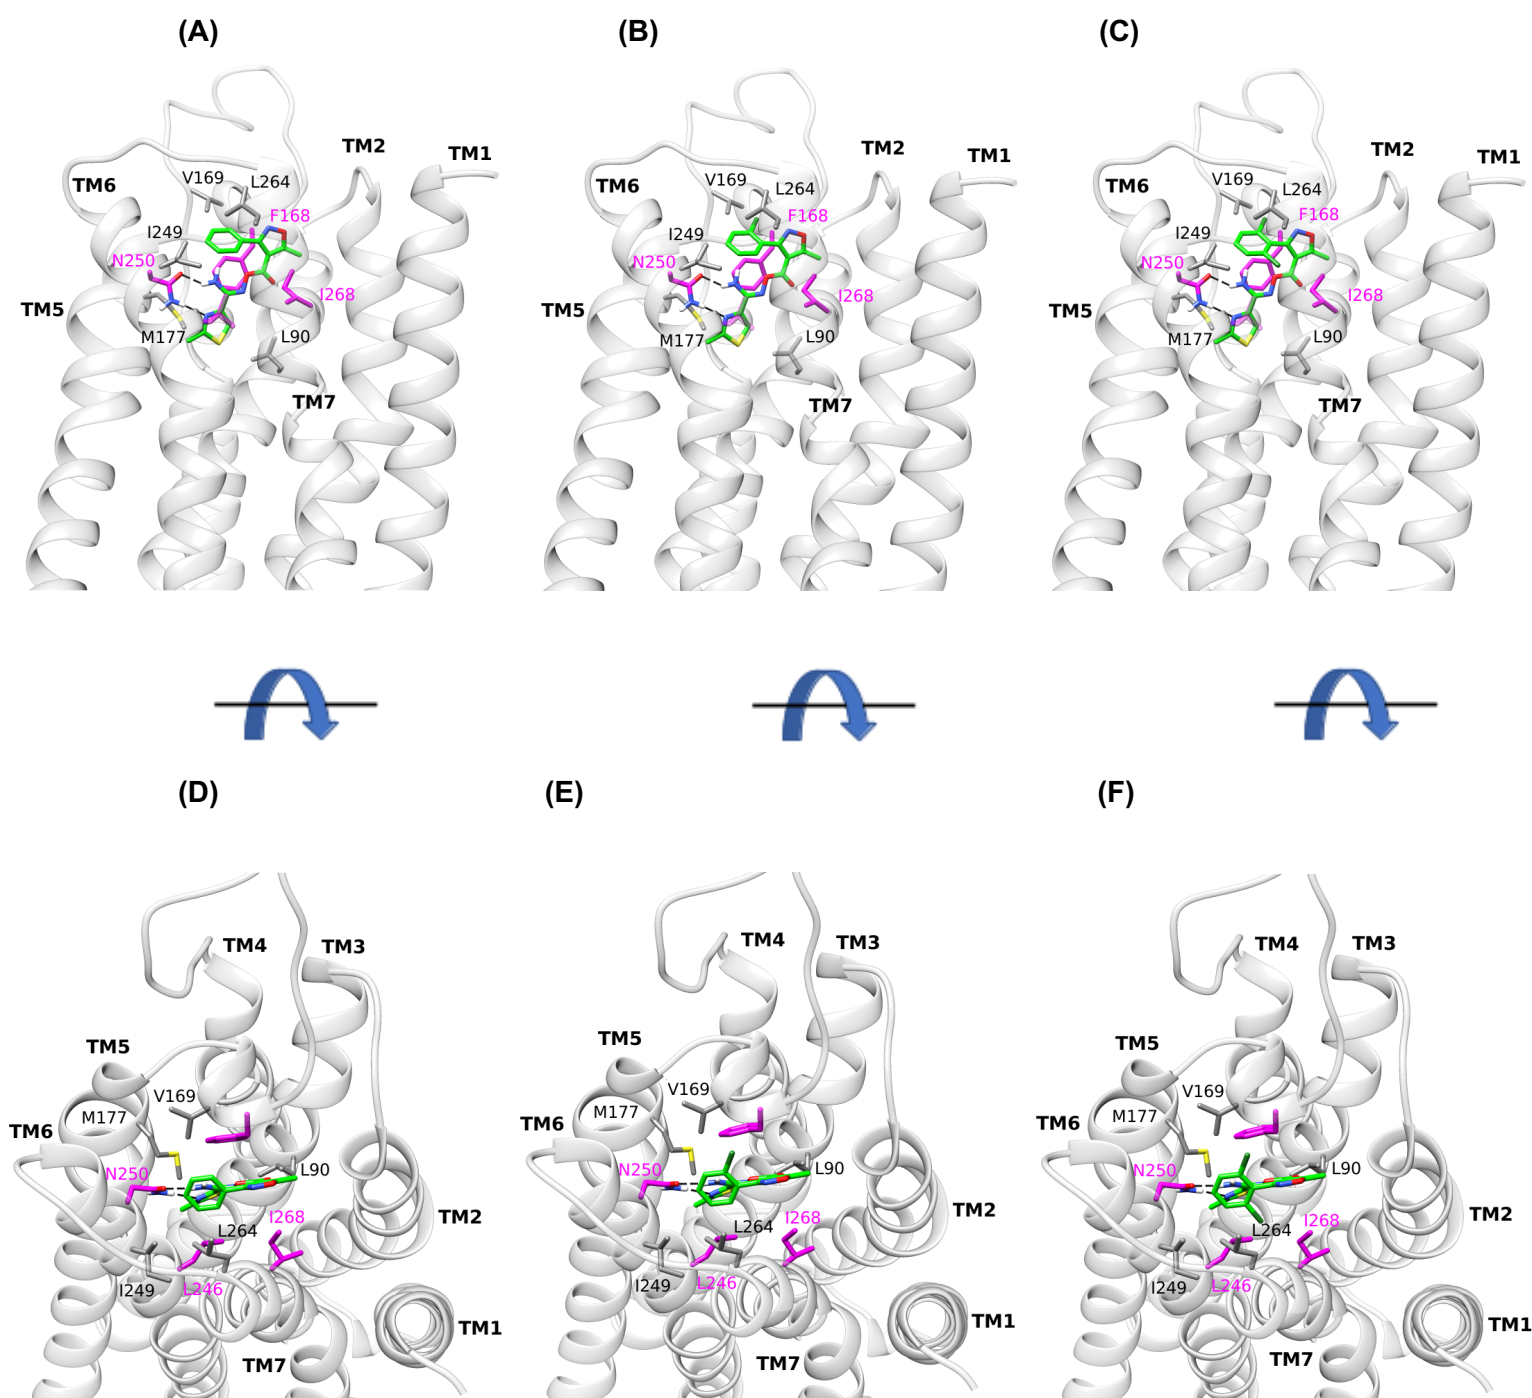 (A)
(B)
(C)
TM2
TM1
TM6
V169
L264
F168
I249
N250
I268
TM5
M177
L90
TM7
TM2
TM1
TM6
V169
L264
F168
I249
N250
I268
TM5
M177
L90
TM7
TM2
TM1
TM6
V169
L264
F168
I249
N250
I268
TM5
M177
L90
TM7
(D)
(E)
(F)
TM4
TM3
TM5
V169
M177
TM6
N250
L90
I268
TM2
L264
I249
L246
TM1
TM7
TM4
TM3
TM5
V169
M177
TM6
N250
L90
I268
TM2
L264
I249
L246
TM1
TM7
TM4
TM3
TM5
V169
M177
TM6
N250
L90
I268
TM2
L264
I249
L246
TM1
TM7